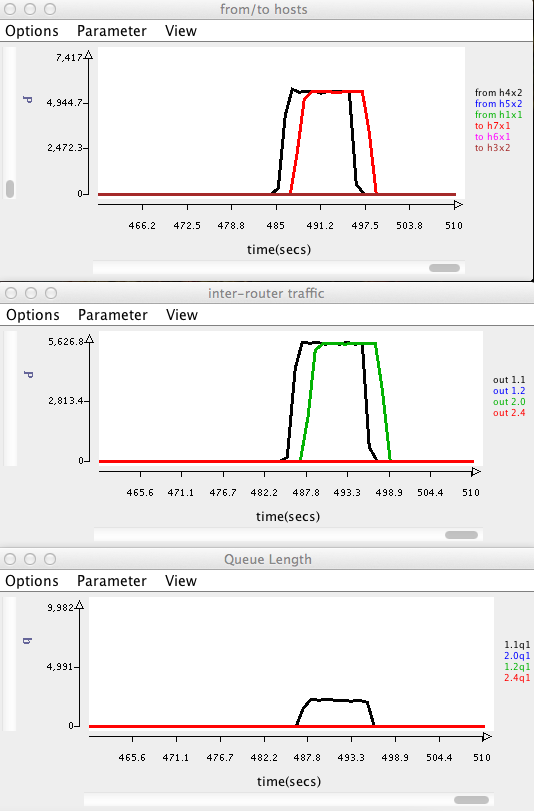 from/to hosts
Options Parameter View
7,417
4,944.7
2,472.3
0
P
from h4x2
from h5x2
from h1x1
to h7x1
to h6x1
to h3x2
466.2 472.5 478.8 485 491.2 497.5 503.8 510
time(secs)
inter-router traffic
Options Parameter View
5,626.8
2,813.4
0
P
out 1.1
out 1.2
out 2.0
out 2.4
465.6 471.1 476.7 482.2 487.8 493.3 498.9 504.4 510
time(secs)
Queue Length
Options Parameter View
9,982
4,991
0
b
1.1q1
2.0q1
1.2q1
2.4q1
465.6 471.1 476.7 482.2 487.8 493.3 498.9 504.4 510
time(secs)